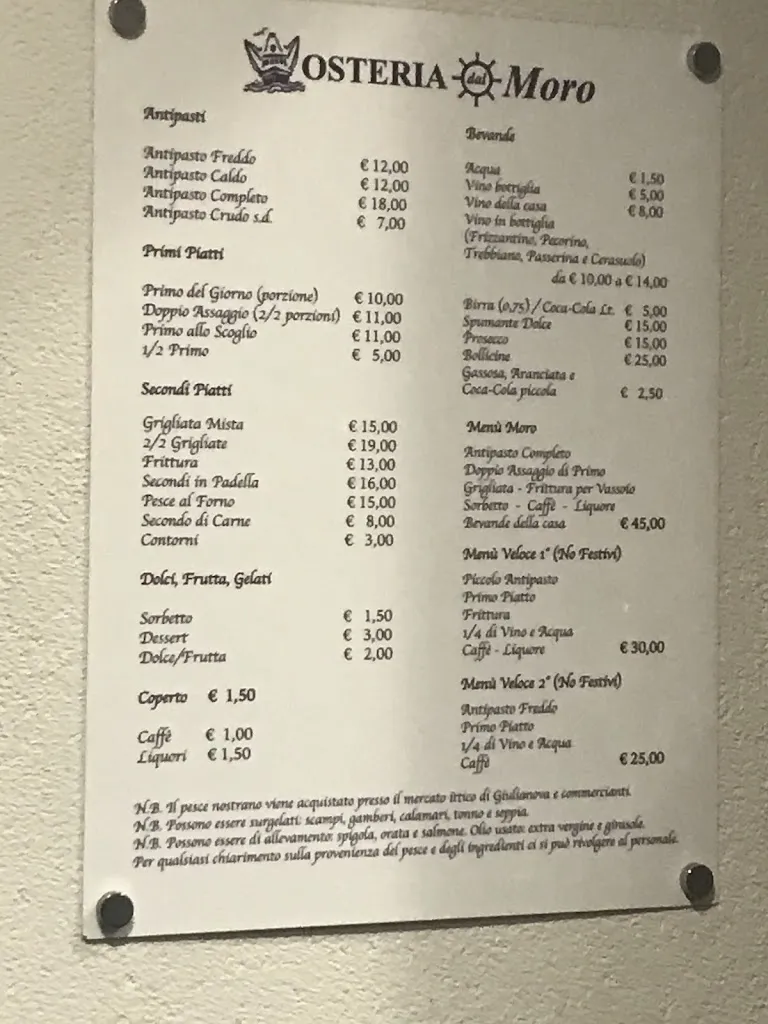 OSTERIA dal Moro
Antipasti
Antipasto Freddo € 12,00
Antipasto Caldo € 12,00
Antipasto Completo € 18,00
Antipasto Crudo s.d. € 7,00
Primi Piatti
Primo del Giorno (porzione) € 10,00
Doppio Assaggio (2/2 porzioni) € 11,00
Primo allo Scoglio € 11,00
1/2 Primo € 5,00
Secondi Piatti
Grigliata Mista € 15,00
2/2 Grigliate € 19,00
Frittura € 13,00
Secondi in Padella € 16,00
Pesce al Forno € 15,00
Secondo di Carne € 8,00
Contorni € 3,00
Dolci, Frutta, Gelati
Sorbetto € 1,50
Dessert € 3,00
Dolce/Frutta € 2,00
Coperto € 1,50
Caffè € 1,00
Liquori € 1,50
Bevande
Acqua € 1,50
Vino bottiglia € 5,00
Vino della casa € 8,00
Vino in bottiglia
(Frizzantino, Pecorino,
Trebbiano, Passerina e Cerasuolo)
da € 10,00 a € 14,00
Birra (0,75) / Coca-Cola Lt. € 5,00
Spumante Dolce € 15,00
Prosecco € 15,00
Bollicine € 25,00
Gassosa, Aranciata e
Coca-Cola piccola € 2,50
Menù Moro
Antipasto Completo
Doppio Assaggio di Primo
Grigliata - Frittura per Vassoio
Sorbetto - Caffè - Liquore
Bevande della casa € 45,00
Menù Veloce 1° (No Festivi)
Piccolo Antipasto
Primo Piatto
Frittura
1/4 di Vino e Acqua
Caffè - Liquore € 30,00
Menù Veloce 2° (No Festivi)
Antipasto Freddo
Primo Piatto
1/4 di Vino e Acqua
Caffè € 25,00
N.B. Il pesce nostrano viene acquistato presso il mercato ittico di Giulianova e commercianti.
N.B. Possono essere surgelati: scampi, gamberi, calamari, tonno e seppia.
N.B. Possono essere di allevamento: spigola, orata e salmone. Olio usato: extra vergine e girasole.
Per qualsiasi chiarimento sulla provenienza del pesce e degli ingredienti ci si può rivolgere al personale.